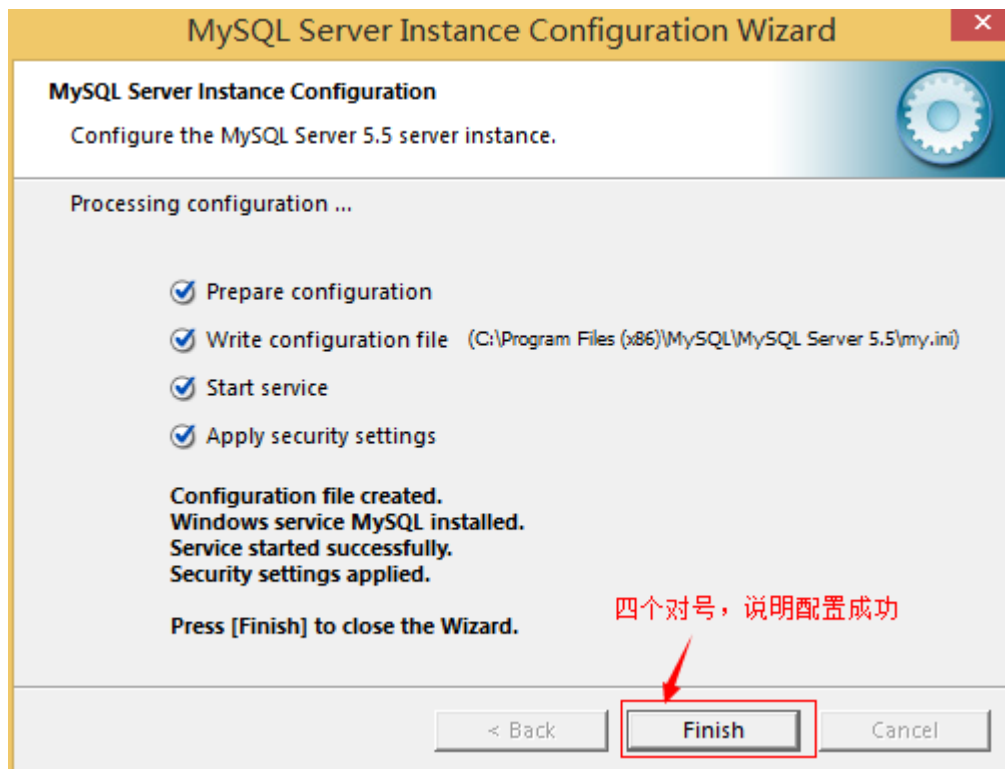 MySQL Server Instance Configuration Wizard
MySQL Server Instance Configuration
Configure the MySQL Server 5.5 server instance.
Processing configuration ...
Prepare configuration
Write configuration file (C:\Program Files (x86)\MySQL\MySQL Server 5.5\my.ini)
Start service
Apply security settings
Configuration file created.
Windows service MySQL installed.
Service started successfully.
Security settings applied.
四个对号，说明配置成功
Press [Finish] to close the Wizard.
< Back Finish Cancel